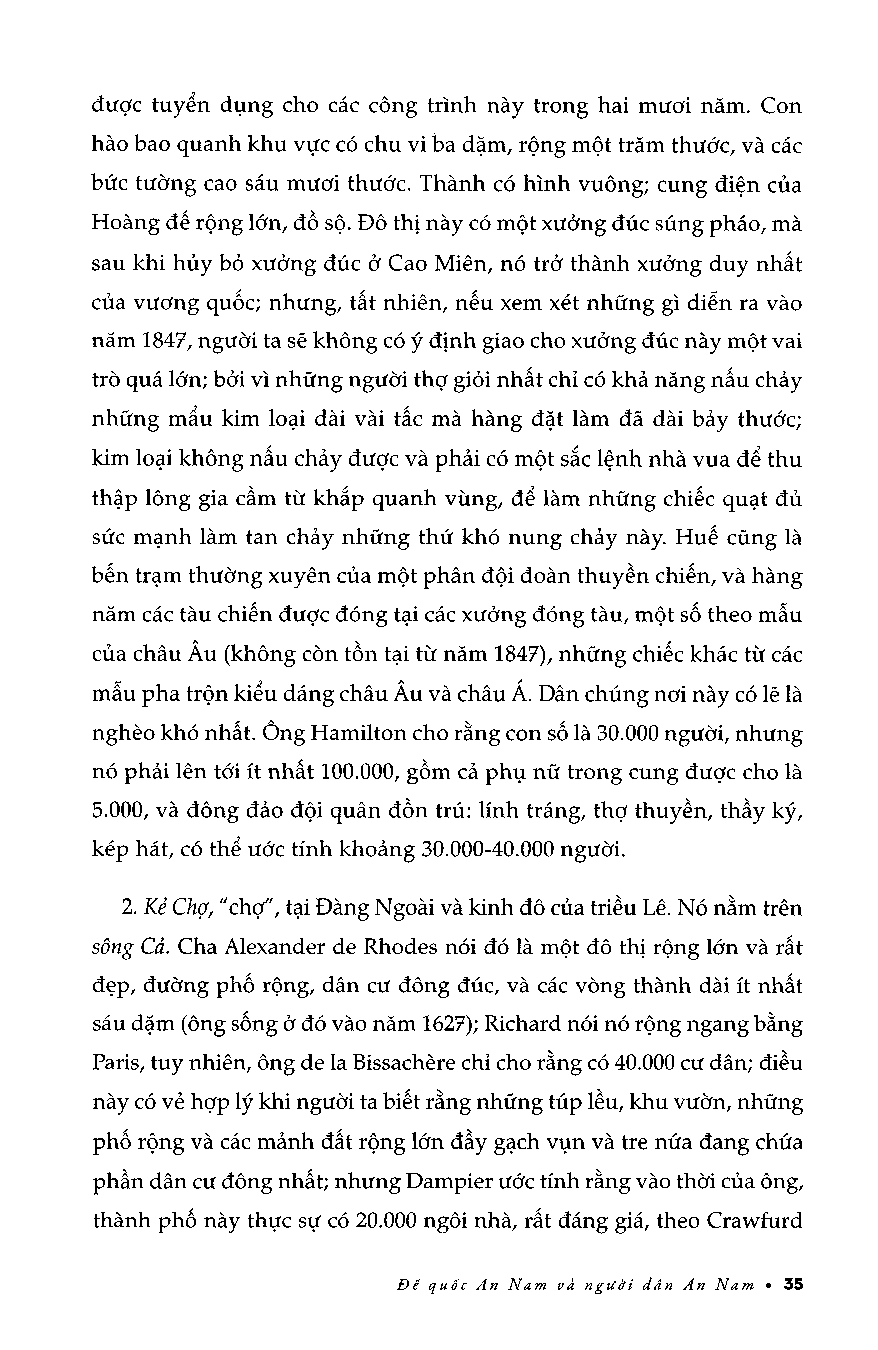 được tuyển dụng cho các công trình này trong hai mươi năm. Con
hào bao quanh khu vực có chu vi ba dặm, rộng một trăm thước, và các
bức tường cao sáu mươi thước. Thành có hình vuông; cung điện của
Hoàng đế rộng lớn, đồ sộ. Đô thị này có một xưởng đúc súng pháo, mà
sau khi hủy bỏ xưởng đúc ở Cao Miên, nó trở thành xưởng duy nhất
của vương quốc; nhưng, tất nhiên, nếu xem xét những gì diễn ra vào
năm 1847, người ta sẽ không có ý định giao cho xưởng đúc này một vai
trò quá lớn; bởi vì những người thợ giỏi nhất chỉ có khả năng nấu chảy
những mẩu kim loại dài vài tấc mà hàng đặt làm đã dài bảy thước;
kim loại không nấu chảy được và phải có một sắc lệnh nhà vua để thu
thập lông gia cầm từ khắp quanh vùng, để làm những chiếc quạt đủ
sức mạnh làm tan chảy những thứ khó nung chảy này. Huế cũng là
bến trạm thường xuyên của một phân đội đoàn thuyền chiến, và hàng
năm các tàu chiến được đóng tại các xưởng đóng tàu, một số theo mẫu
của châu Âu (không còn tồn tại từ năm 1847), những chiếc khác từ các
mẫu pha trộn kiểu dáng châu Âu và châu Á. Dân chúng nơi này có lẽ là
nghèo khó nhất. Ông Hamilton cho rằng con số là 30.000 người, nhưng
nó phải lên tới ít nhất 100.000, gồm cả phụ nữ trong cung được cho là
5.000, và đông đảo đội quân đồn trú: lính tráng, thợ thuyền, thầy ký,
kép hát, có thể ước tính khoảng 30.000-40.000 người.
2. Kẻ Chợ, "chợ", tại Đàng Ngoài và kinh đô của triều Lê. Nó nằm trên
sông Cả. Cha Alexander de Rhodes nói đó là một đô thị rộng lớn và rất
đẹp, đường phố rộng, dân cư đông đúc, và các vòng thành dài ít nhất
sáu dặm (ông sống ở đó vào năm 1627); Richard nói nó rộng ngang bằng
Paris, tuy nhiên, ông de la Bissachère chỉ cho rằng có 40.000 cư dân; điều
này có vẻ hợp lý khi người ta biết rằng những túp lều, khu vườn, những
phố rộng và các mảnh đất rộng lớn đầy gạch vụn và tre nứa đang chứa
phần dân cư đông nhất; nhưng Dampier ước tính rằng vào thời của ông,
thành phố này thực sự có 20.000 ngôi nhà, rất đáng giá, theo Crawfurd
Đế quốc An Nam và người dân An Nam • 35